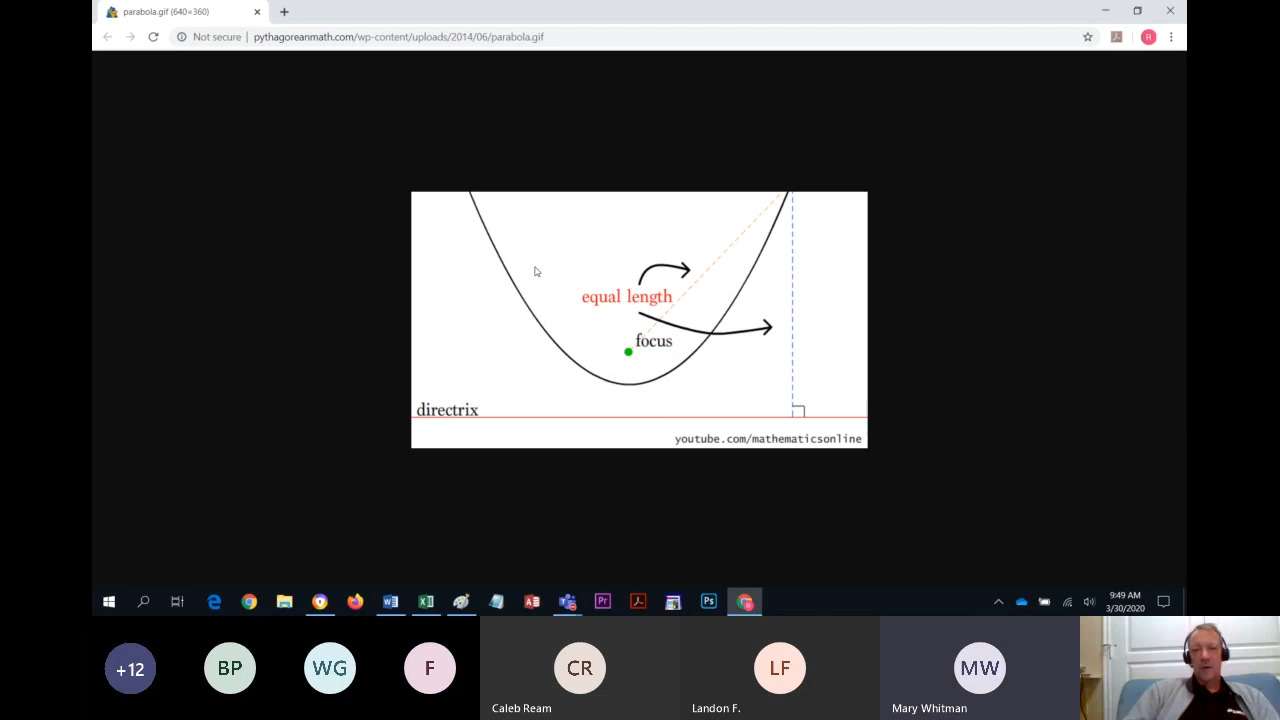 parabola.gif (640×360)
Not secure | pythagoreanmath.com/wp-content/uploads/2014/06/parabola.gif
R
equal length
focus
directrix
youtube.com/mathematicsonline
Pr
Ps
9:49 AM
3/30/2020
+12
BP
WG
F
CR
LF
MW
Caleb Ream
Landon F.
Mary Whitman